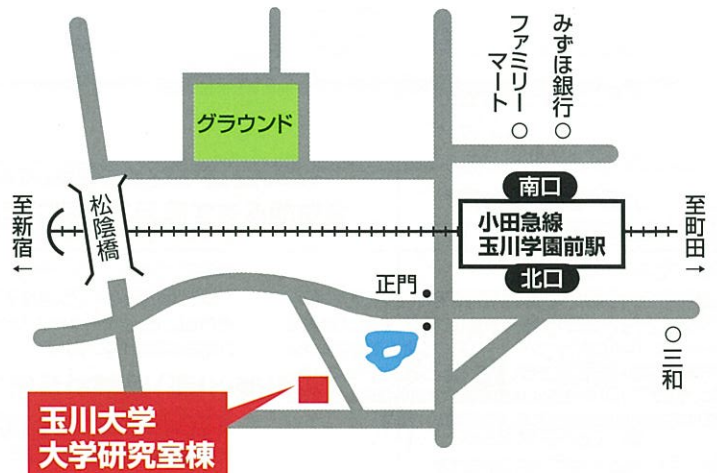 みずほ銀行
ファミリー
マート
グラウンド
南口
至新宿
←
松陰橋
小田急線
玉川学園前駅
至町田
→
北口
正門
三和
玉川大学
大学研究室棟